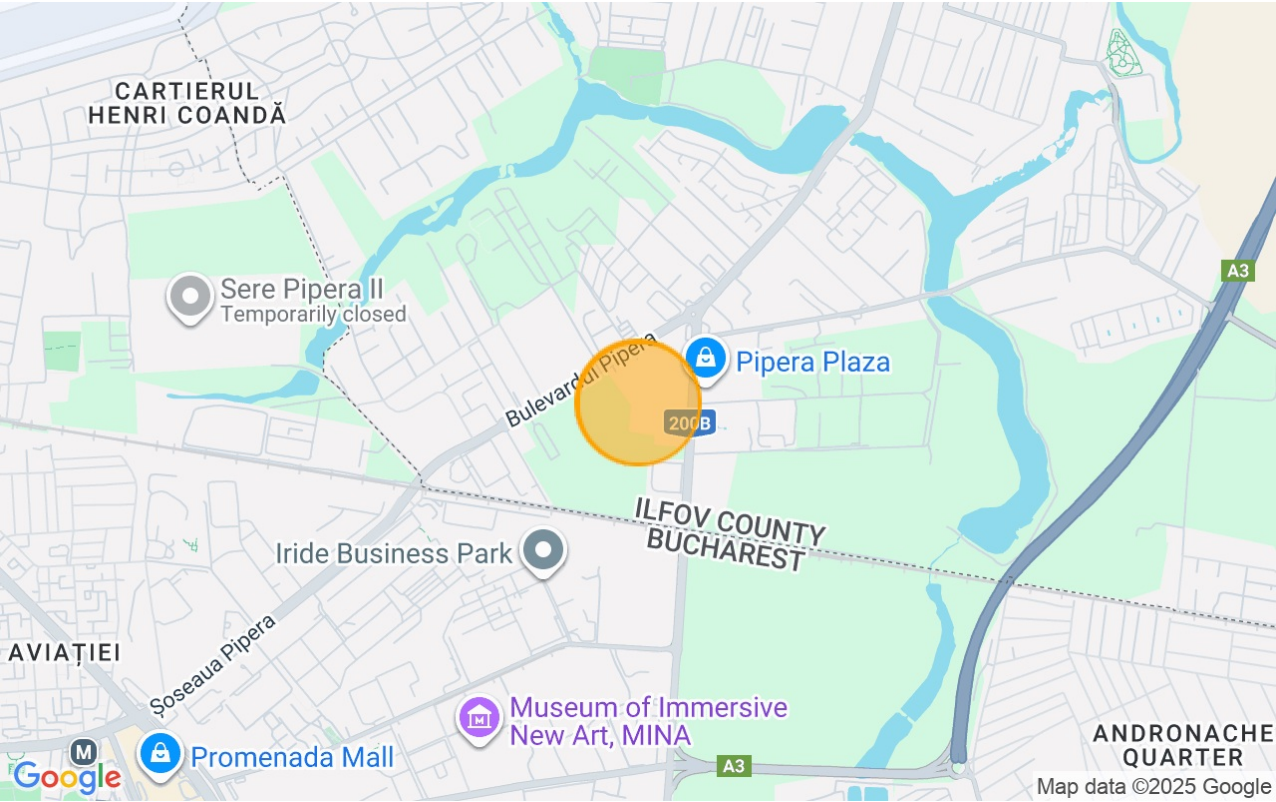 CARTIERUL
HENRI COANDĂ
A3
Sere Pipera II
Temporarily closed
Bulevardul Pipera
Pipera Plaza
200B
ILFOV COUNTY
BUCHAREST
Iride Business Park
AVIAȚIEI
Șoseaua Pipera
Museum of Immersive
New Art, MINA
ANDRONACHE
QUARTER
M
Promenada Mall
A3
Google
Map data ©2025 Google